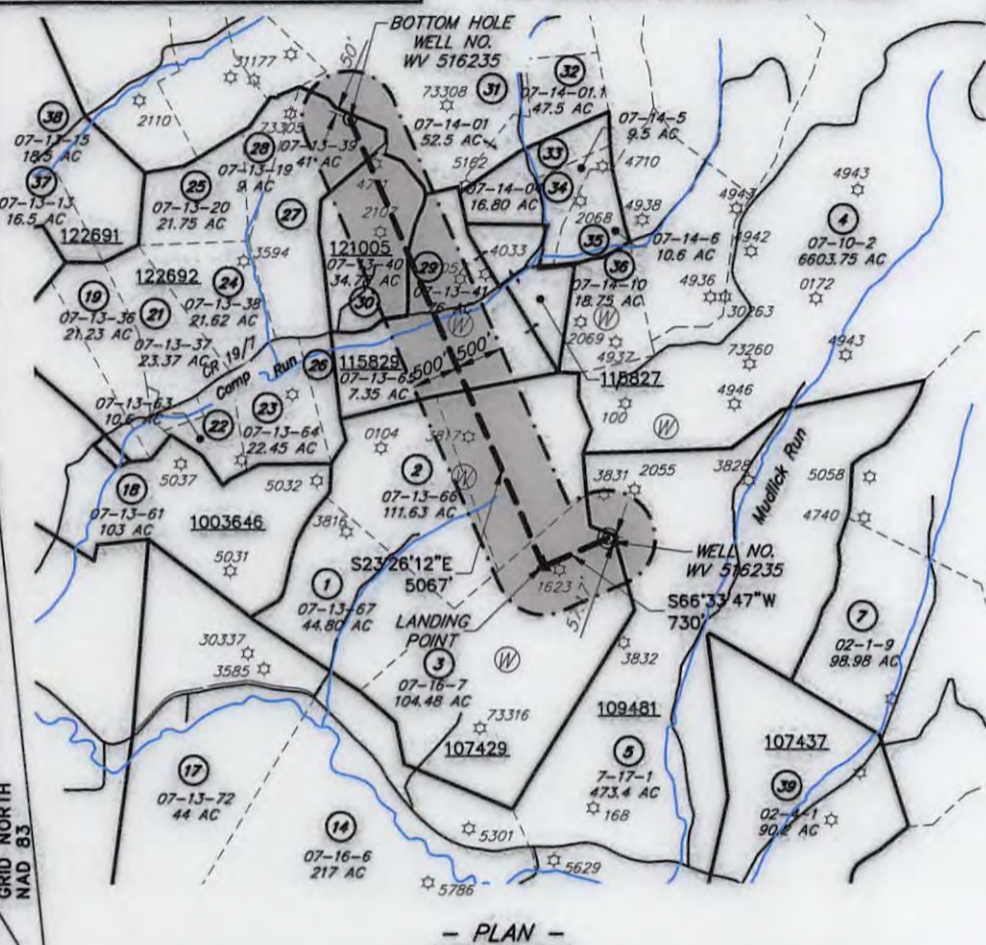 BOTTOM HOLE
WELL NO.
WV 516235
50'
31177
2110
38
07-13-15
18.5 AC
37
07-13-13
16.5 AC
122691
73305
28
07-13-19
9 AC
07-13-39
41 AC
25
07-13-20
21.75 AC
27
73308
31
07-14-01
52.5 AC
5162
32
07-14-01.1
47.5 AC
07-14-5
9.5 AC
33
34
07-14-04
16.80 AC
4710
2068
4938
4943
4942
4943
4
07-10-2
6603.75 AC
35
07-14-6
10.6 AC
36
07-14-10
18.75 AC
4936
30263
0172
2107
121005
07-13-40
30
29
07-13-41
4033
3594
122692
24
07-13-38
21.62 AC
19
07-13-36
21.23 AC
21
07-13-37
23.37 AC
CR 19/7
Camp Run
26
115829
07-13-65
7.35 AC
500'
500'
W
W
2069
4937
115827
100
W
73260
4943
4946
07-13-63
22
23
07-13-64
22.45 AC
5037
5032
18
07-13-61
103 AC
1003646
5031
0104
3817
2
07-13-66
111.63 AC
W
3816
3831
2055
3828
Mudlick Run
5058
4740
S23°26'12"E
5067'
1623
WELL NO.
WV 516235
S66°33'47"W
730'
1
07-13-67
44.80 AC
LANDING
POINT
3
07-16-7
104.48 AC
W
3832
7
02-1-9
98.98 AC
30337
3585
73316
107429
109481
5
7-17-1
473.4 AC
168
107437
39
02-4-1
90.2 AC
17
07-13-72
44 AC
14
07-16-6
217 AC
5301
5629
5786
GRID NORTH
NAD 83
- PLAN -